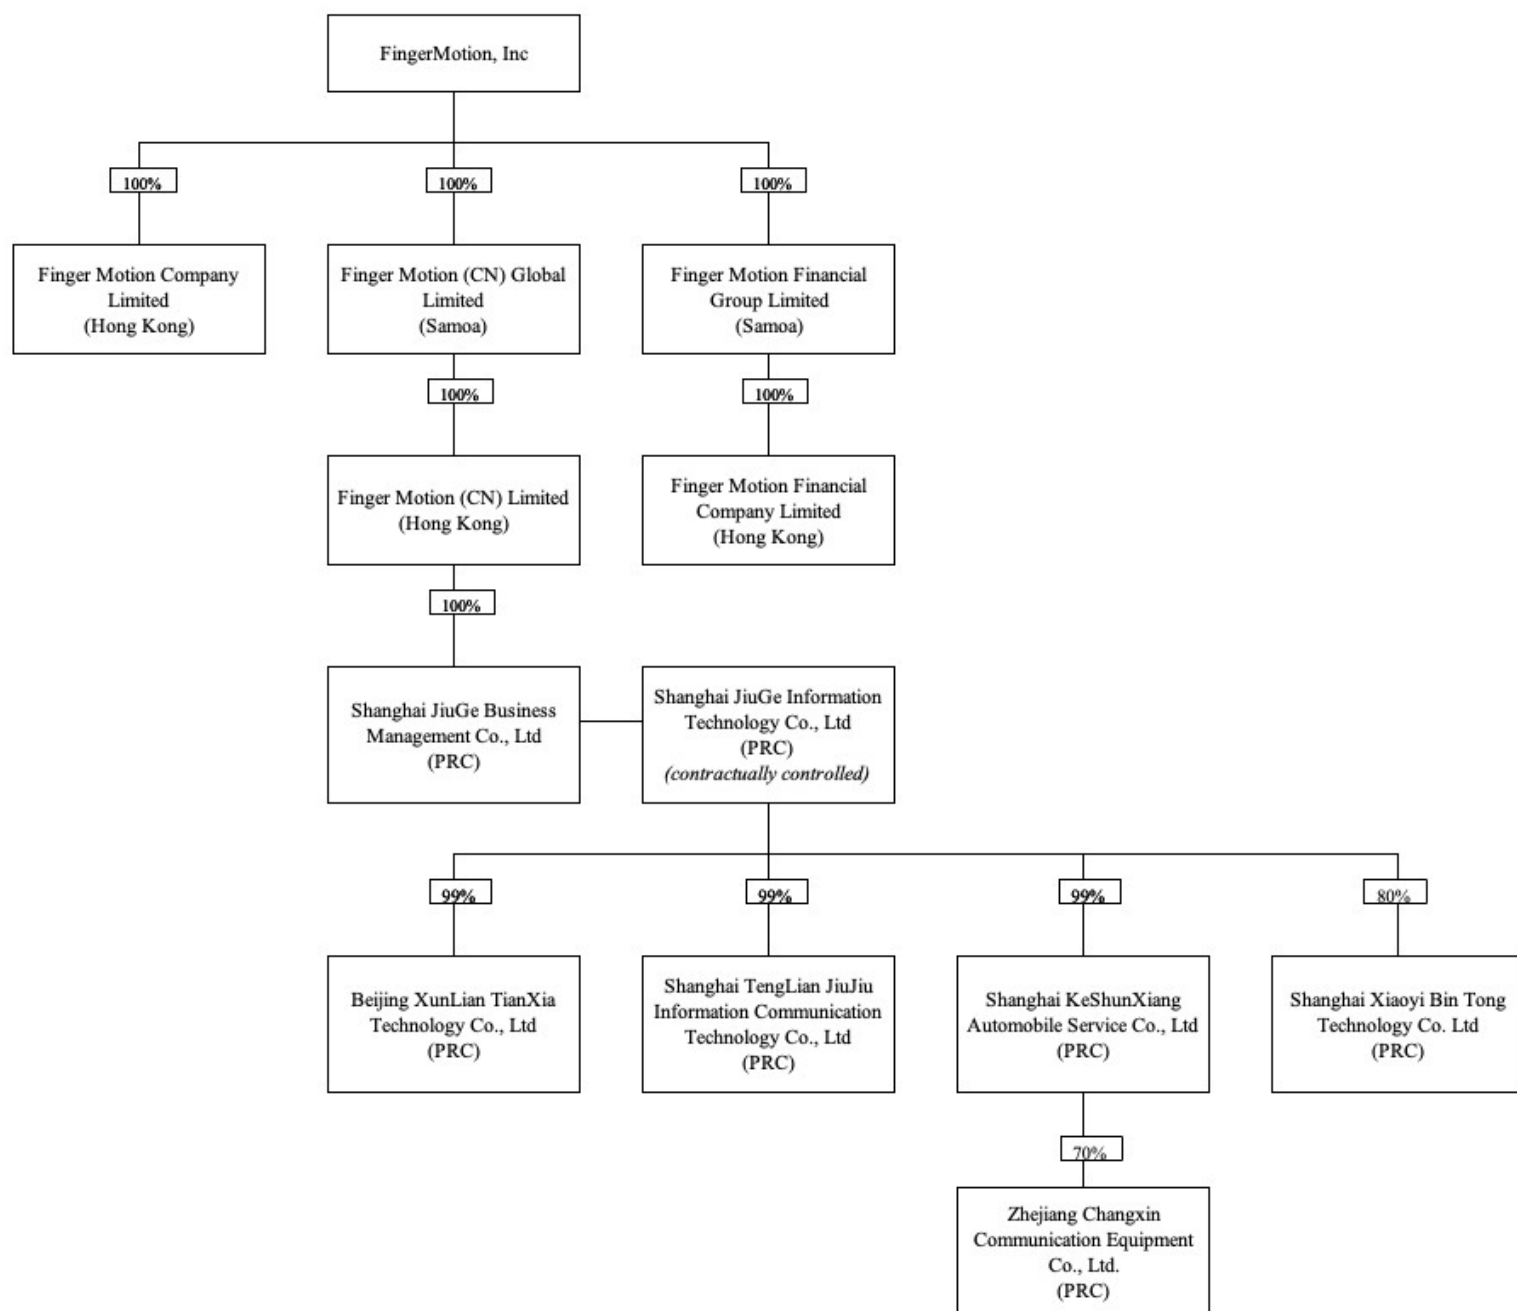 FingerMotion, Inc
100%
100%
100%
Finger Motion Company
Limited
(Hong Kong)
Finger Motion (CN) Global
Limited
(Samoa)
Finger Motion Financial
Group Limited
(Samoa)
100%
100%
Finger Motion (CN) Limited
(Hong Kong)
Finger Motion Financial
Company Limited
(Hong Kong)
100%
Shanghai JiuGe Business
Management Co., Ltd
(PRC)
Shanghai JiuGe Information
Technology Co., Ltd
(PRC)
(contractually controlled)
99%
99%
99%
80%
Beijing XunLian TianXia
Technology Co., Ltd
(PRC)
Shanghai TengLian JiuJiu
Information Communication
Technology Co., Ltd
(PRC)
Shanghai KeShunXiang
Automobile Service Co., Ltd
(PRC)
Shanghai Xiaoyi Bin Tong
Technology Co. Ltd
(PRC)
70%
Zhejiang Changxin
Communication Equipment
Co., Ltd.
(PRC)